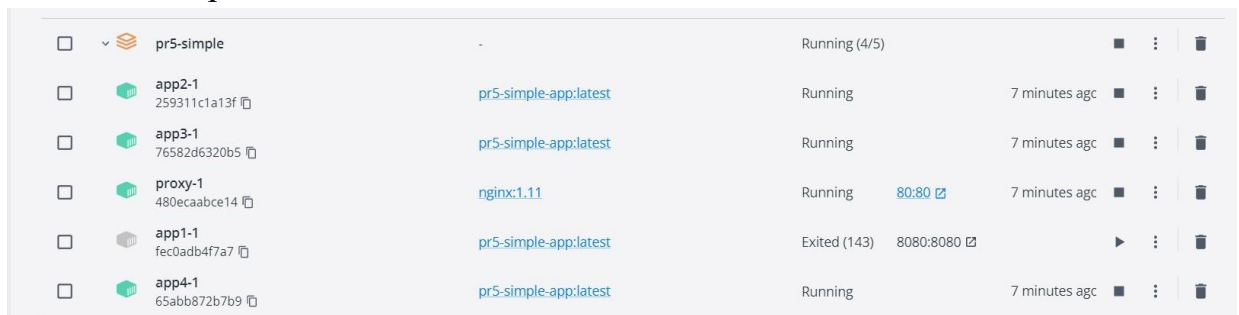 pr5-simple - Running (4/5)
app2-1
259311c1a13f pr5-simple-app:latest Running 7 minutes agc
app3-1
76582d6320b5 pr5-simple-app:latest Running 7 minutes agc
proxy-1
480ecaabce14 nginx:1.11 Running 80:80 7 minutes agc
app1-1
fec0adb4f7a7 pr5-simple-app:latest Exited (143) 8080:8080
app4-1
65abb872b7b9 pr5-simple-app:latest Running 7 minutes agc